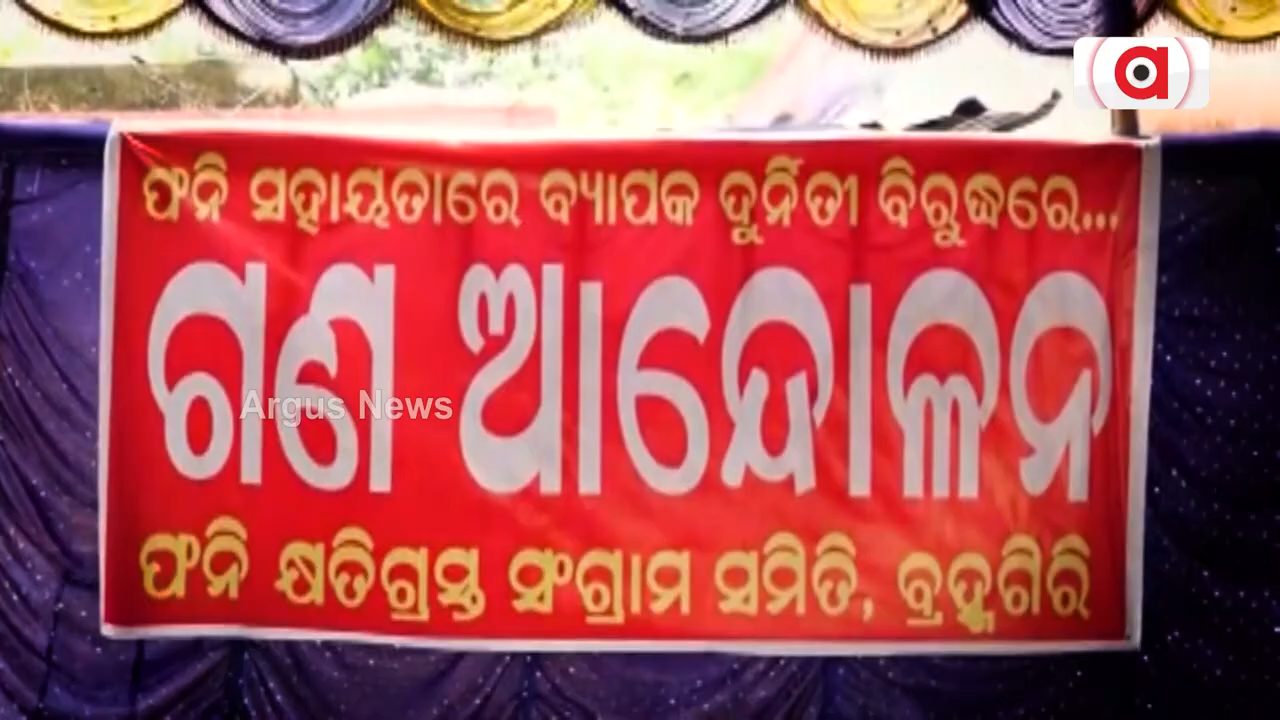 ଫନି ସହାୟତାରେ ବ୍ୟାପକ ଦୁର୍ନିତୀ ବିରୁଦ୍ଧରେ...
ଗଣ ଆନ୍ଦୋଳନ
Argus News
ଫନି କ୍ଷତିଗ୍ରସ୍ତ ସଂଗ୍ରାମ ସମିତି, ବ୍ରହ୍ମଗିରି